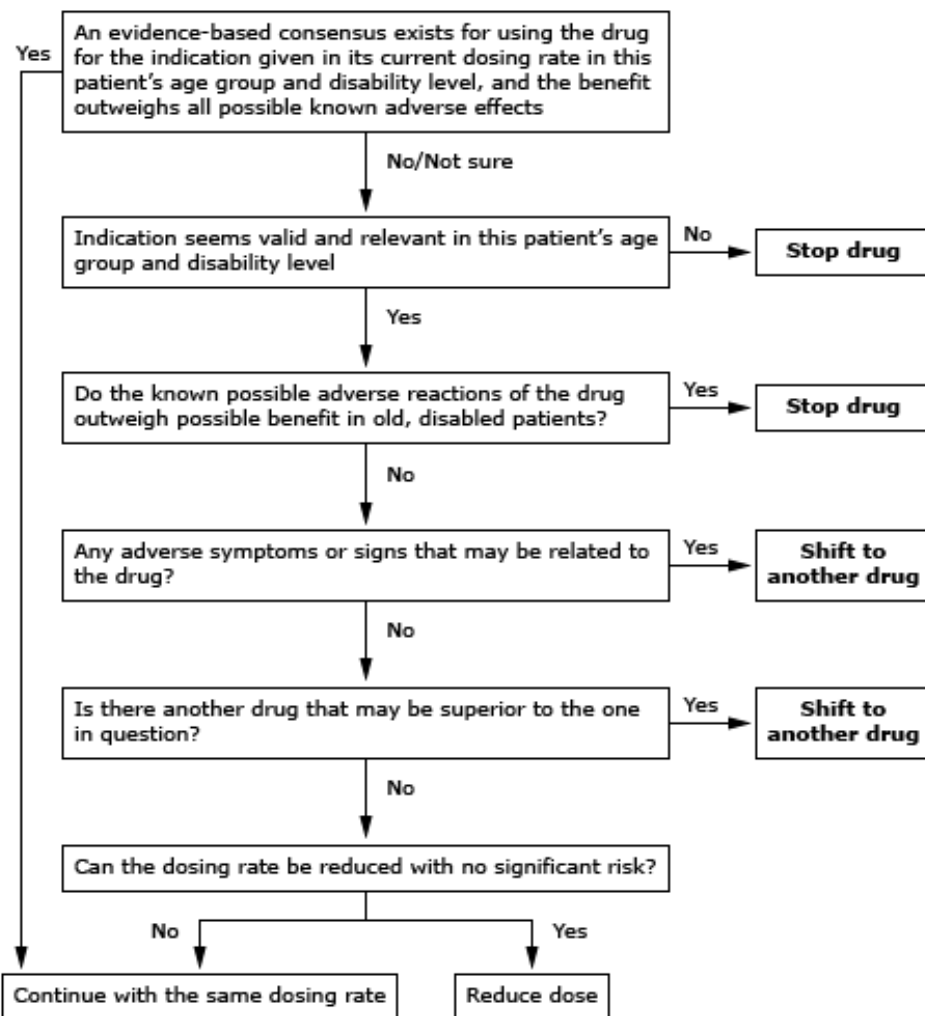 Yes
An evidence-based consensus exists for using the drug
for the indication given in its current dosing rate in this
patient's age group and disability level, and the benefit
outweighs all possible known adverse effects
No/Not sure
Indication seems valid and relevant in this patient's age
group and disability level
No
Stop drug
Yes
Do the known possible adverse reactions of the drug
outweigh possible benefit in old, disabled patients?
Yes
Stop drug
No
Any adverse symptoms or signs that may be related to
the drug?
Yes
Shift to
another drug
No
Is there another drug that may be superior to the one
in question?
Yes
Shift to
another drug
No
Can the dosing rate be reduced with no significant risk?
No
Yes
Continue with the same dosing rate
Reduce dose